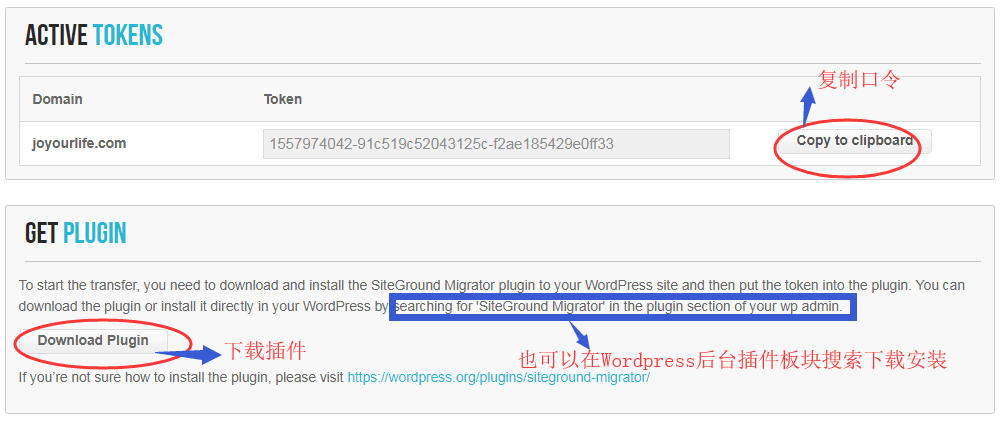 ACTIVE TOKENS
复制口令
Domain Token
joyourlife.com 1557974042-91c519c52043125c-f2ae185429e0ff33 Copy to clipboard
GET PLUGIN
To start the transfer, you need to download and install the SiteGround Migrator plugin to your WordPress site and then put the token into the plugin. You can
download the plugin or install it directly in your WordPress by searching for 'SiteGround Migrator' in the plugin section of your wp admin.
Download Plugin
下载插件
也可以在Wordpress后台插件板块搜索下载安装
If you're not sure how to install the plugin, please visit https://wordpress.org/plugins/siteground-migrator/